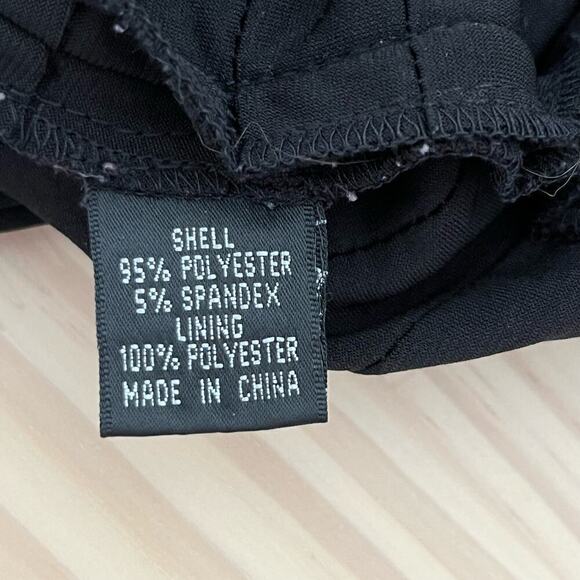 SHELL
95% POLYESTER
5% SPANDEX
LINING
100% POLYESTER
MADE IN CHINA